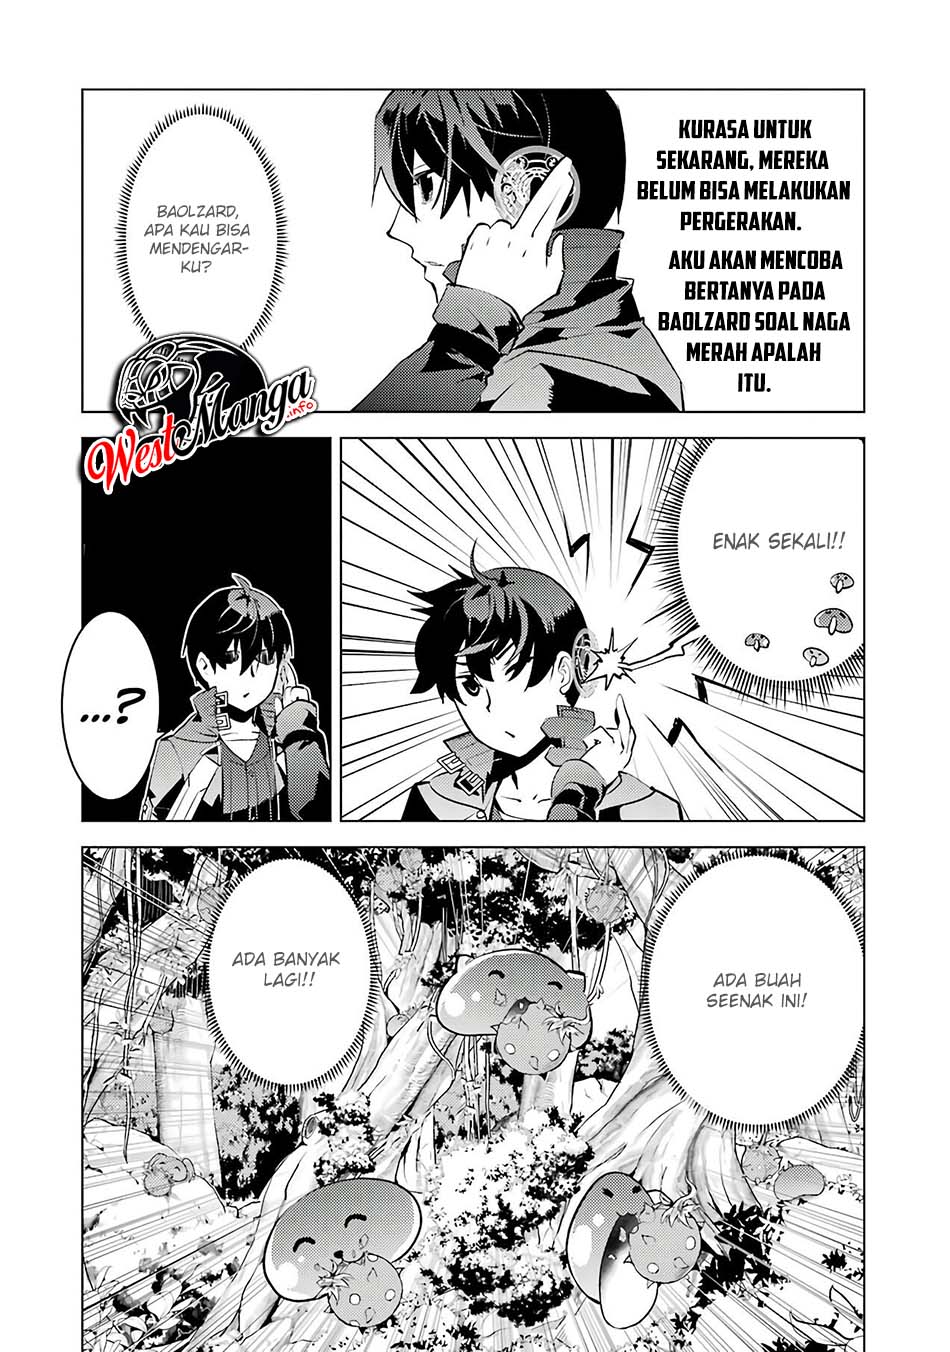 KURASA UNTUK
SEKARANG, MEREKA
BELUM BISA MELAKUKAN
PERGERAKAN.
AKU AKAN MENCOBA
BERTANYA PADA
BAOLZARD SOAL NAGA
MERAH APALAH
ITU.
BAOLZARD,
APA KAU BISA
MENDENGAR-
KU?
WestManga
.info
ENAK SEKALI!!
...?
ADA BUAH
SEENAK INI!
ADA BANYAK
LAGI!!